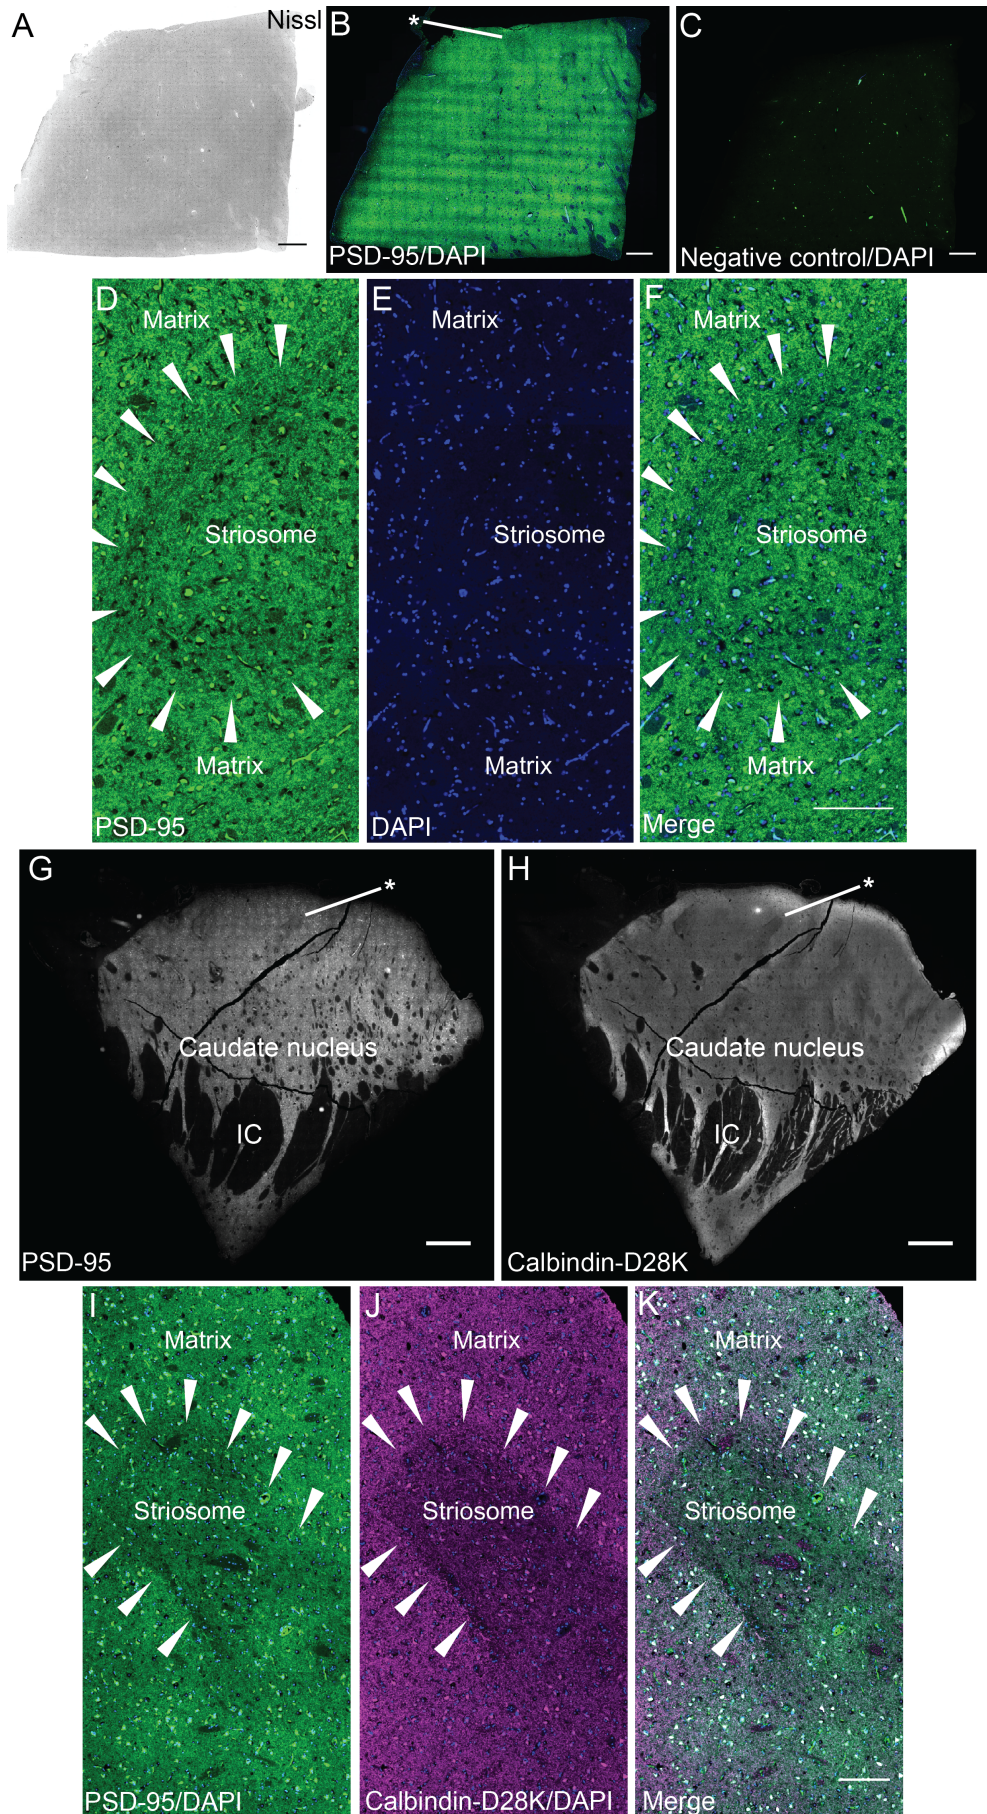 A
Nissl
B
*
PSD-95/DAPI
C
Negative control/DAPI
D
Matrix
Striosome
Matrix
PSD-95
E
Matrix
Striosome
Matrix
DAPI
F
Matrix
Striosome
Matrix
Merge
G
*
Caudate nucleus
IC
PSD-95
H
*
Caudate nucleus
IC
Calbindin-D28K
I
Matrix
Striosome
PSD-95/DAPI
J
Matrix
Striosome
Calbindin-D28K/DAPI
K
Matrix
Striosome
Merge